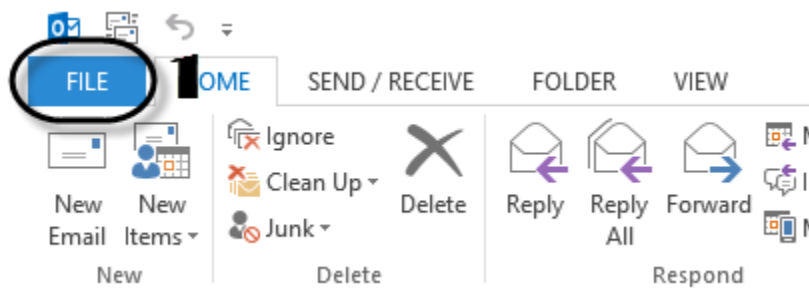 FILE 1 OME SEND / RECEIVE FOLDER VIEW
Ignore
Clean Up
Junk
New Email
New Items
Delete
Reply
Reply All
Forward
M
I
M
New Delete Respond